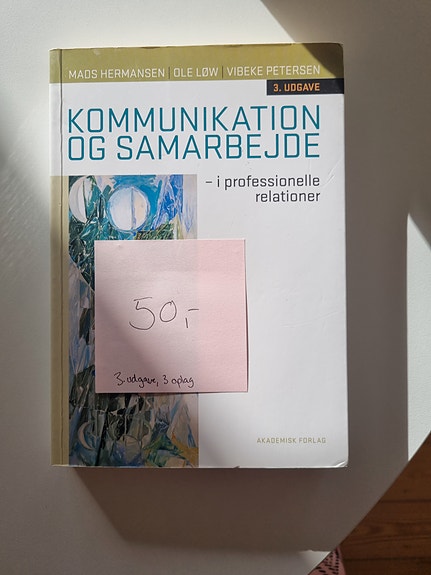 MADS HERMANSEN | OLE LØW | VIBEKE PETERSEN
3. UDGAVE
KOMMUNIKATION
OG SAMARBEJDE
– i professionelle
relationer
50,-
3. udgave, 3 oplag
AKADEMISK FORLAG